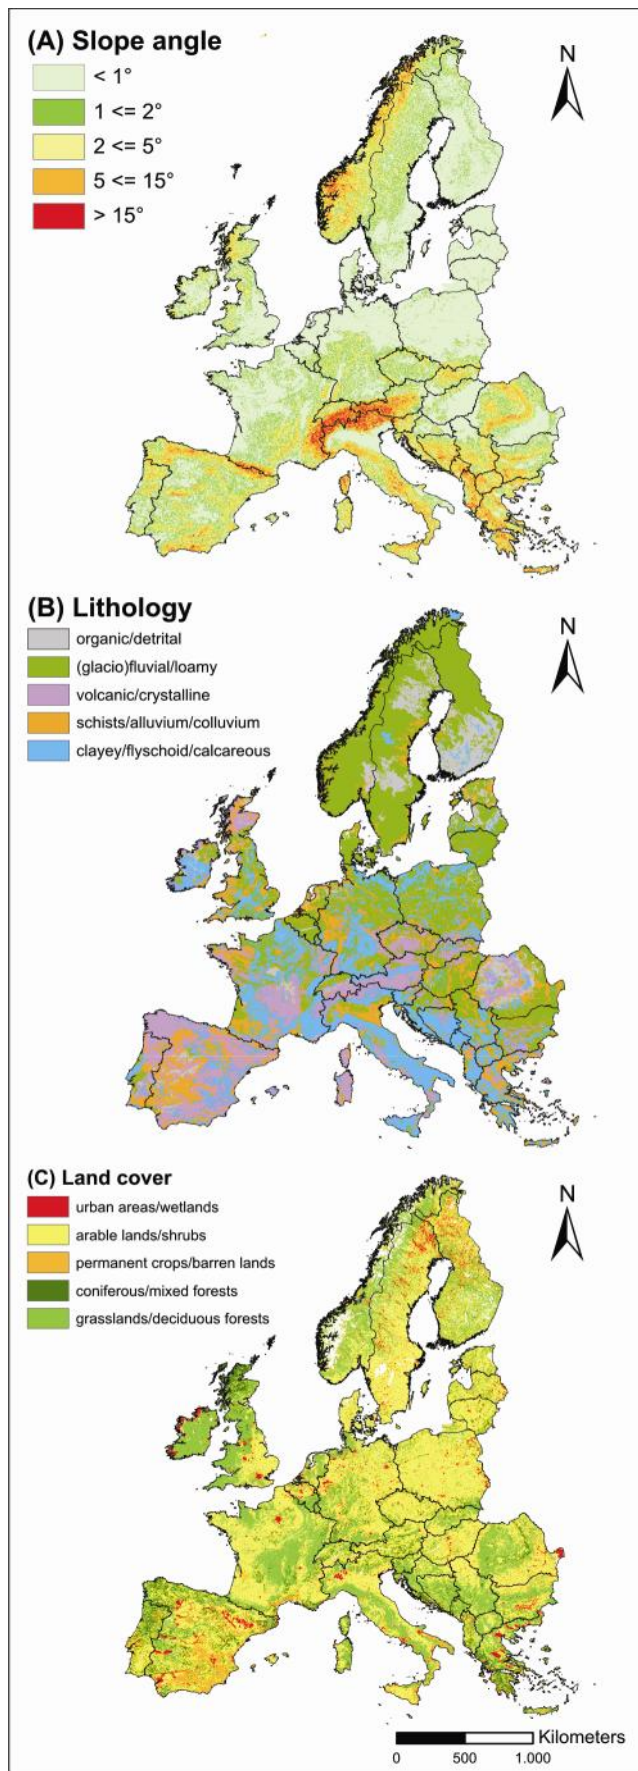 (A) Slope angle
< 1°
1 <= 2°
2 <= 5°
5 <= 15°
> 15°
N
(B) Lithology
organic/detrital
(glacio)fluvial/loamy
volcanic/crystalline
schists/alluvium/colluvium
clayey/flyschoid/calcareous
N
(C) Land cover
urban areas/wetlands
arable lands/shrubs
permanent crops/barren lands
coniferous/mixed forests
grasslands/deciduous forests
N
Kilometers
0 500 1.000